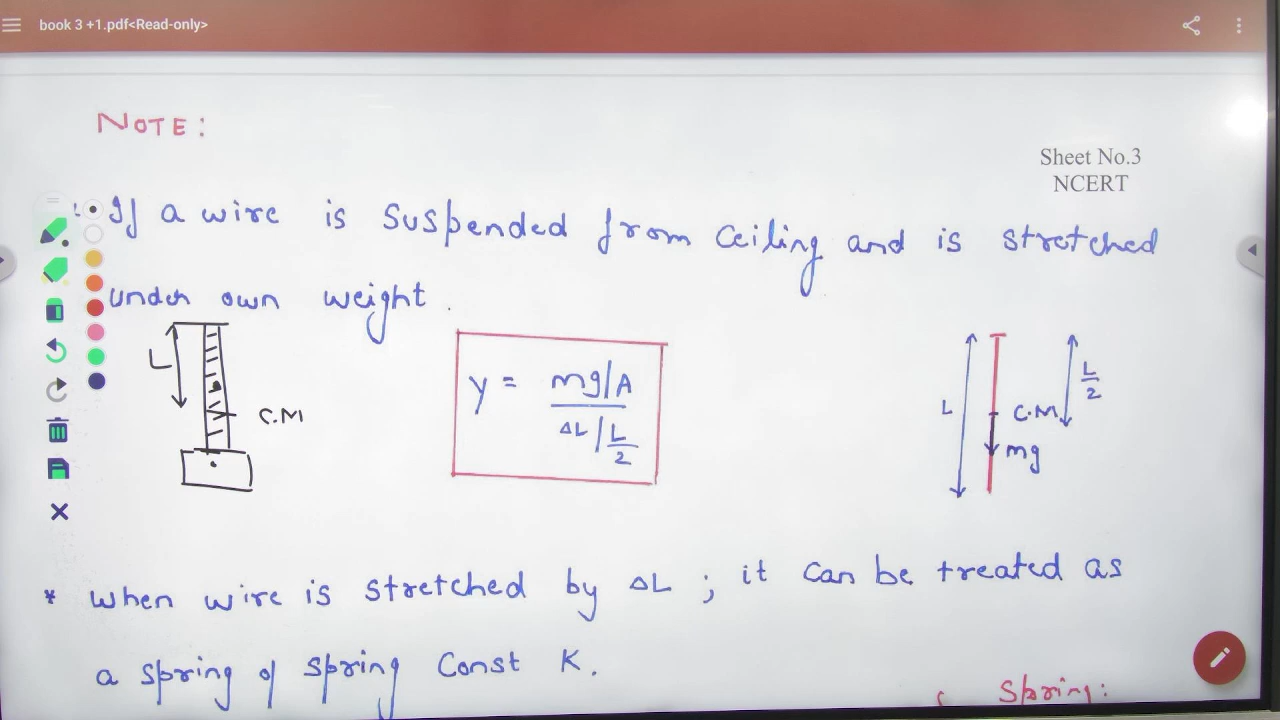 book 3 +1.pdf<Read-only>
NOTE:
Sheet No.3
NCERT
If a wire is suspended from ceiling and is stretched
under own weight.
L
C.M
Y = mg/A / ΔL/L/2
L
C.M
L/2
mg
* when wire is stretched by ΔL ; it can be treated as
a spring of spring Const K.
Spring: